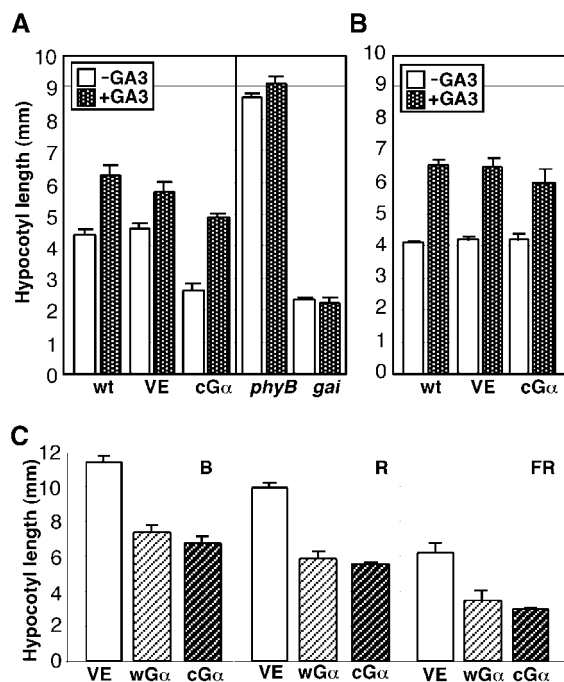 A
Hypocotyl length (mm)
10
9
8
7
6
5
4
3
2
1
0
-GA3
+GA3
wt VE cGα phyB gai
B
10
9
8
7
6
5
4
3
2
1
0
-GA3
+GA3
wt VE cGα
C
Hypocotyl length (mm)
12
10
8
6
4
2
0
B R FR
VE wGα cGα VE wGα cGα VE wGα cGα